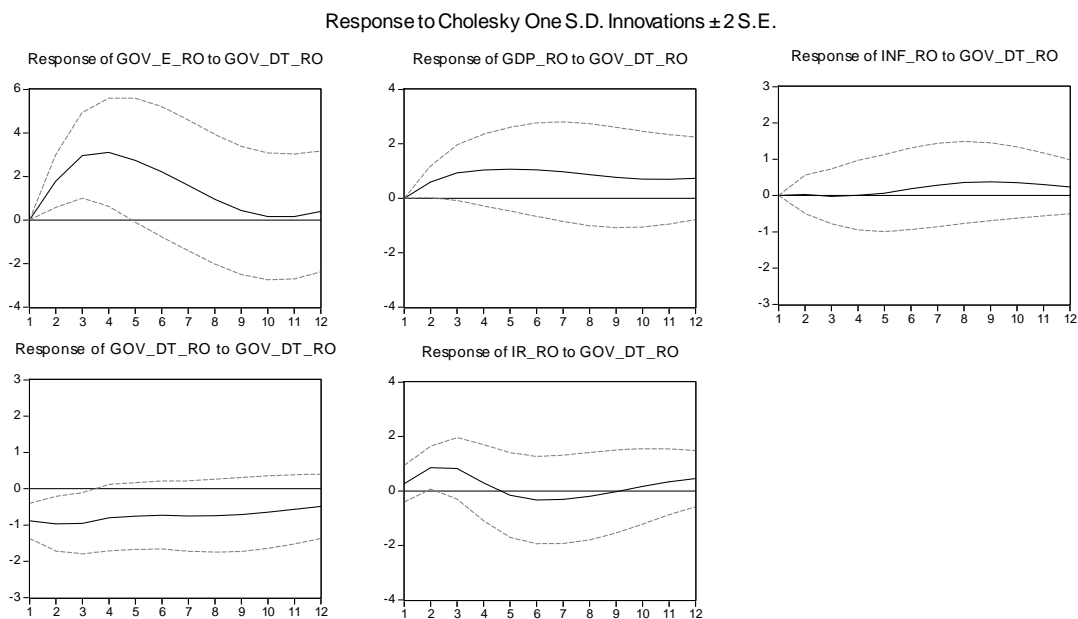 Response to Cholesky One S.D. Innovations ± 2 S.E.
Response of GOV_E_RO to GOV_DT_RO
6
4
2
0
-2
-4
1 2 3 4 5 6 7 8 9 10 11 12
Response of GDP_RO to GOV_DT_RO
4
2
0
-2
-4
1 2 3 4 5 6 7 8 9 10 11 12
Response of INF_RO to GOV_DT_RO
3
2
1
0
-1
-2
-3
1 2 3 4 5 6 7 8 9 10 11 12
Response of GOV_DT_RO to GOV_DT_RO
3
2
1
0
-1
-2
-3
1 2 3 4 5 6 7 8 9 10 11 12
Response of IR_RO to GOV_DT_RO
4
2
0
-2
-4
1 2 3 4 5 6 7 8 9 10 11 12